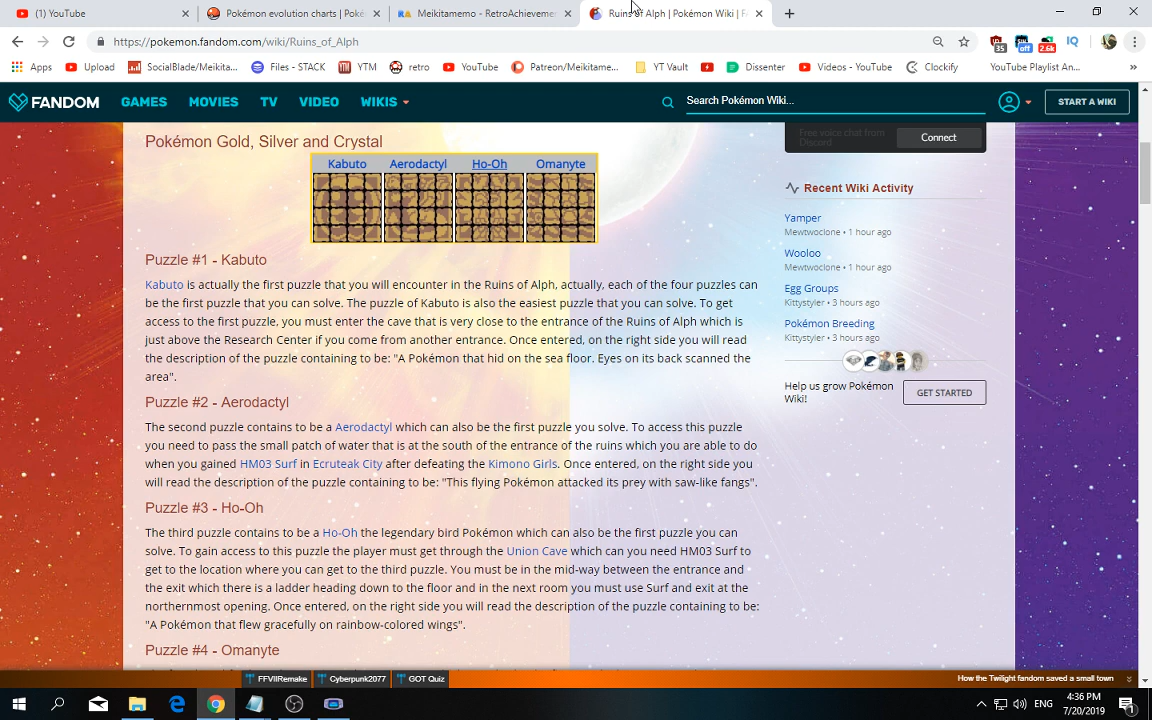 (1) YouTube
Pokémon evolution charts | Poké
Meikitamemo - RetroAchieveme
Ruins of Alph | Pokémon Wiki | F
https://pokemon.fandom.com/wiki/Ruins_of_Alph
35
off
2.6k
IQ
Apps
Upload
SocialBlade/Meikita...
Files - STACK
YTM
retro
YouTube
Patreon/Meikitame...
YT Vault
Dissenter
Videos - YouTube
Clockify
YouTube Playlist An...
FANDOM
GAMES
MOVIES
TV
VIDEO
WIKIS
Search Pokémon Wiki...
START A WIKI
Pokémon Gold, Silver and Crystal
Kabuto Aerodactyl Ho-Oh Omanyte
Puzzle #1 - Kabuto
Kabuto is actually the first puzzle that you will encounter in the Ruins of Alph, actually, each of the four puzzles can
be the first puzzle that you can solve. The puzzle of Kabuto is also the easiest puzzle that you can solve. To get
access to the first puzzle, you must enter the cave that is very close to the entrance of the Ruins of Alph which is
just above the Research Center if you come from another entrance. Once entered, on the right side you will read
the description of the puzzle containing to be: "A Pokémon that hid on the sea floor. Eyes on its back scanned the
area".
Puzzle #2 - Aerodactyl
The second puzzle contains to be a Aerodactyl which can also be the first puzzle you solve. To access this puzzle
you need to pass the small patch of water that is at the south of the entrance of the ruins which you are able to do
when you gained HM03 Surf in Ecruteak City after defeating the Kimono Girls. Once entered, on the right side you
will read the description of the puzzle containing to be: "This flying Pokémon attacked its prey with saw-like fangs".
Puzzle #3 - Ho-Oh
The third puzzle contains to be a Ho-Oh the legendary bird Pokémon which can also be the first puzzle you can
solve. To gain access to this puzzle the player must get through the Union Cave which can you need HM03 Surf to
get to the location where you can get to the third puzzle. You must be in the mid-way between the entrance and
the exit which there is a ladder heading down to the floor and in the next room you must use Surf and exit at the
northernmost opening. Once entered, on the right side you will read the description of the puzzle containing to be:
"A Pokémon that flew gracefully on rainbow-colored wings".
Puzzle #4 - Omanyte
Free voice chat from
Discord
Connect
Recent Wiki Activity
Yamper
Mewtwoclone • 1 hour ago
Wooloo
Mewtwoclone • 1 hour ago
Egg Groups
Kittystyler • 3 hours ago
Pokémon Breeding
Kittystyler • 3 hours ago
Help us grow Pokémon
Wiki!
GET STARTED
FFVIIRemake
Cyberpunk2077
GOT Quiz
How the Twilight fandom saved a small town
ENG
4:36 PM
7/20/2019
1